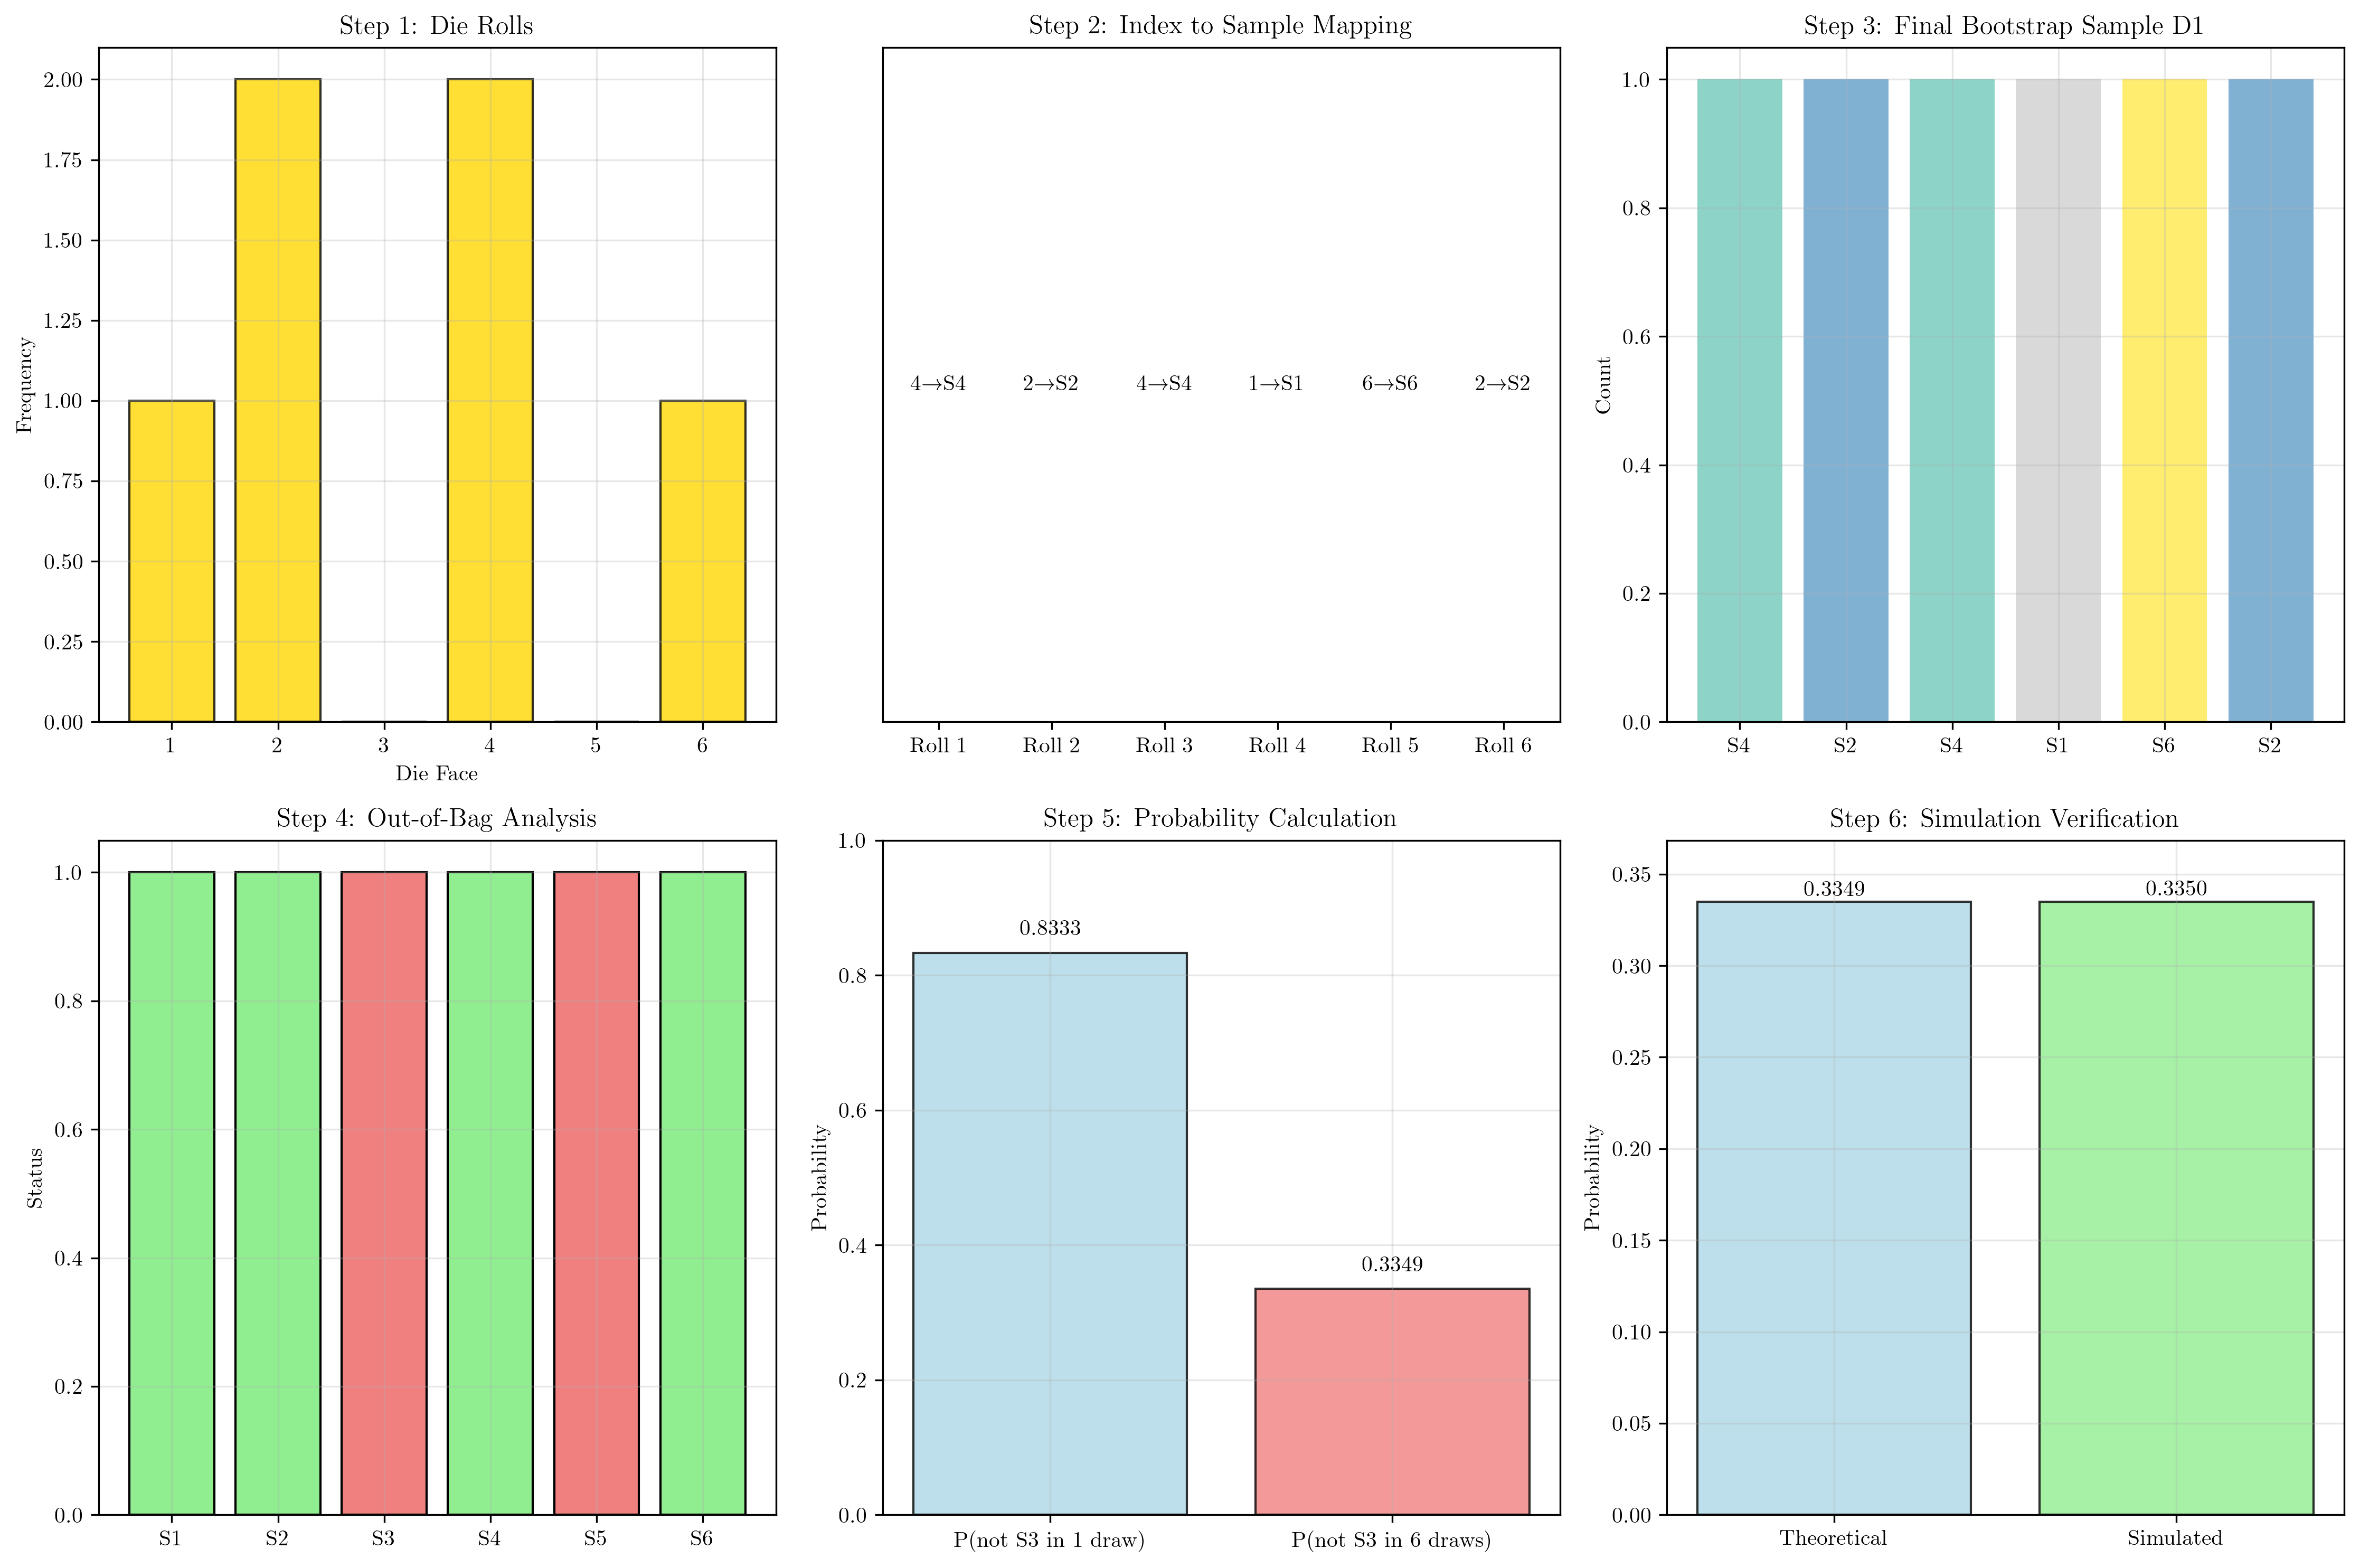 Step 1: Die Rolls
2.00
1.75
1.50
1.25
1.00
0.75
0.50
0.25
0.00
Frequency
1 2 3 4 5 6
Die Face
Step 2: Index to Sample Mapping
4→S4 2→S2 4→S4 1→S1 6→S6 2→S2
Roll 1 Roll 2 Roll 3 Roll 4 Roll 5 Roll 6
Step 3: Final Bootstrap Sample D1
1.0
0.8
0.6
0.4
0.2
0.0
Count
S4 S2 S4 S1 S6 S2
Step 4: Out-of-Bag Analysis
1.0
0.8
0.6
0.4
0.2
0.0
Status
S1 S2 S3 S4 S5 S6
Step 5: Probability Calculation
1.0
0.8
0.6
0.4
0.2
0.0
Probability
0.8333
0.3349
P(not S3 in 1 draw) P(not S3 in 6 draws)
Step 6: Simulation Verification
0.35
0.30
0.25
0.20
0.15
0.10
0.05
0.00
Probability
0.3349 0.3350
Theoretical Simulated